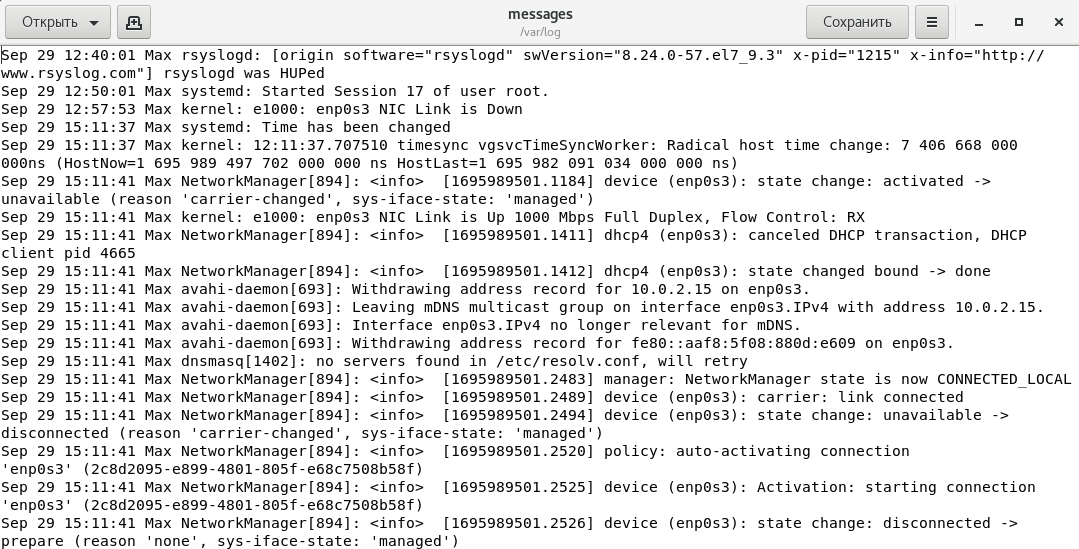 Открыть
messages
/var/log
Сохранить
Sep 29 12:40:01 Max rsyslogd: [origin software="rsyslogd" swVersion="8.24.0-57.el7_9.3" x-pid="1215" x-info="http://
www.rsyslog.com"] rsyslogd was HUPed
Sep 29 12:50:01 Max systemd: Started Session 17 of user root.
Sep 29 12:57:53 Max kernel: e1000: enp0s3 NIC Link is Down
Sep 29 15:11:37 Max systemd: Time has been changed
Sep 29 15:11:37 Max kernel: 12:11:37.707510 timesync vgsvcTimeSyncWorker: Radical host time change: 7 406 668 000
000ns (HostNow=1 695 989 497 702 000 000 ns HostLast=1 695 982 091 034 000 000 ns)
Sep 29 15:11:41 Max NetworkManager[894]: <info>  [1695989501.1184] device (enp0s3): state change: activated ->
unavailable (reason 'carrier-changed', sys-iface-state: 'managed')
Sep 29 15:11:41 Max kernel: e1000: enp0s3 NIC Link is Up 1000 Mbps Full Duplex, Flow Control: RX
Sep 29 15:11:41 Max NetworkManager[894]: <info>  [1695989501.1411] dhcp4 (enp0s3): canceled DHCP transaction, DHCP
client pid 4665
Sep 29 15:11:41 Max NetworkManager[894]: <info>  [1695989501.1412] dhcp4 (enp0s3): state changed bound -> done
Sep 29 15:11:41 Max avahi-daemon[693]: Withdrawing address record for 10.0.2.15 on enp0s3.
Sep 29 15:11:41 Max avahi-daemon[693]: Leaving mDNS multicast group on interface enp0s3.IPv4 with address 10.0.2.15.
Sep 29 15:11:41 Max avahi-daemon[693]: Interface enp0s3.IPv4 no longer relevant for mDNS.
Sep 29 15:11:41 Max avahi-daemon[693]: Withdrawing address record for fe80::aaf8:5f08:880d:e609 on enp0s3.
Sep 29 15:11:41 Max dnsmasq[1402]: no servers found in /etc/resolv.conf, will retry
Sep 29 15:11:41 Max NetworkManager[894]: <info>  [1695989501.2483] manager: NetworkManager state is now CONNECTED_LOCAL
Sep 29 15:11:41 Max NetworkManager[894]: <info>  [1695989501.2489] device (enp0s3): carrier: link connected
Sep 29 15:11:41 Max NetworkManager[894]: <info>  [1695989501.2494] device (enp0s3): state change: unavailable ->
disconnected (reason 'carrier-changed', sys-iface-state: 'managed')
Sep 29 15:11:41 Max NetworkManager[894]: <info>  [1695989501.2520] policy: auto-activating connection
'enp0s3' (2c8d2095-e899-4801-805f-e68c7508b58f)
Sep 29 15:11:41 Max NetworkManager[894]: <info>  [1695989501.2525] device (enp0s3): Activation: starting connection
'enp0s3' (2c8d2095-e899-4801-805f-e68c7508b58f)
Sep 29 15:11:41 Max NetworkManager[894]: <info>  [1695989501.2526] device (enp0s3): state change: disconnected ->
prepare (reason 'none', sys-iface-state: 'managed')